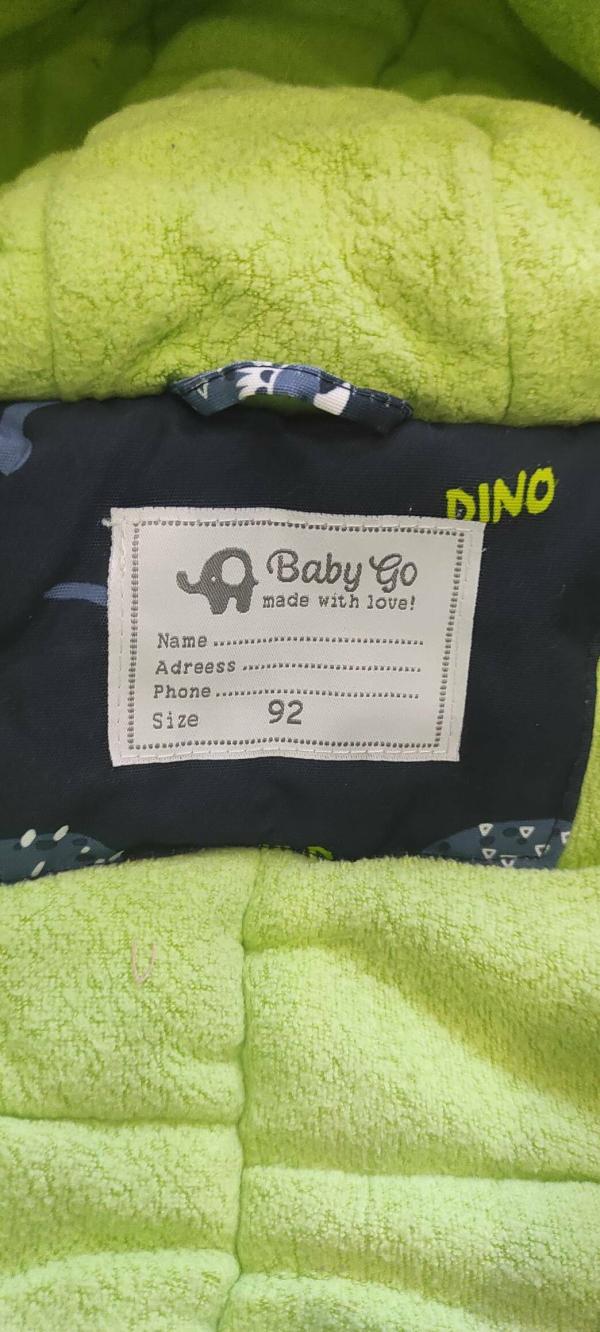 DINO
Baby Go
made with love!
Name
Adreess
Phone
Size 92